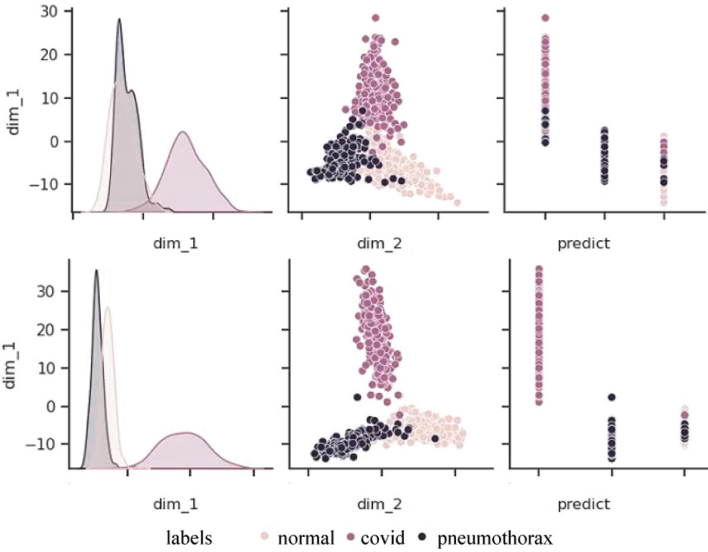 30
20
10
0
−10
dim_1
dim_1
dim_2
predict
30
20
10
0
−10
dim_1
dim_1
dim_2
predict
labels normal covid pneumothorax